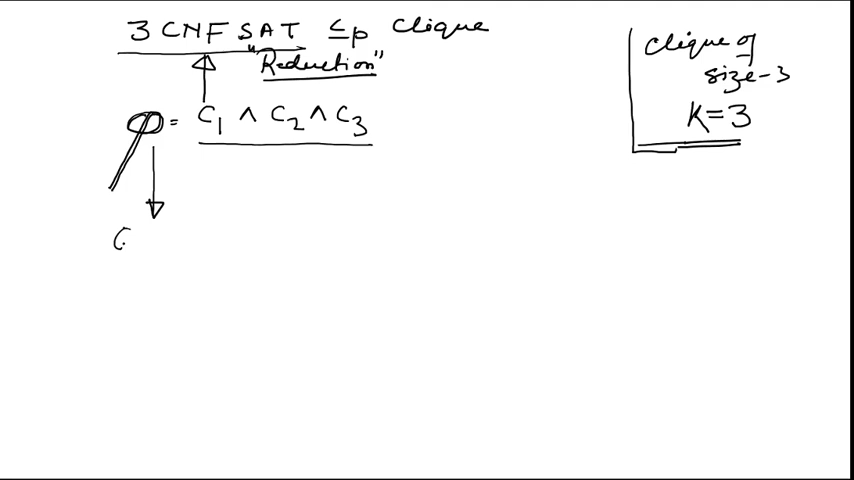 3 CNF SAT ≤p Clique
"Reduction"
Φ = C1 ∧ C2 ∧ C3
Clique of
size-3
K=3